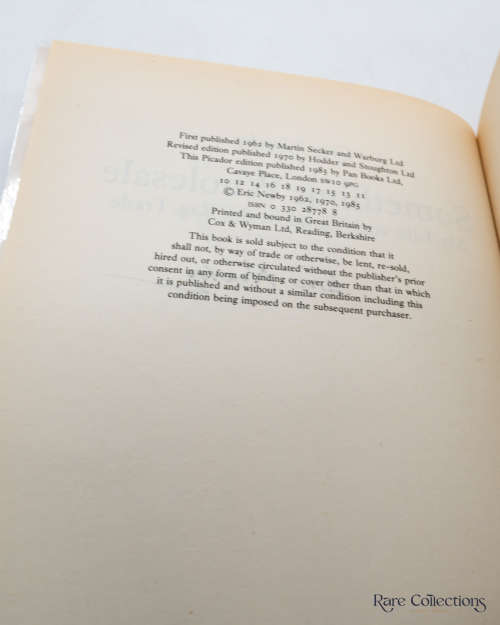 First published 1962 by Martin Secker and Warburg Ltd
Revised edition published 1970 by Hodder and Stoughton Ltd
This Picador edition published 1985 by Pan Books Ltd,
Cavaye Place, London SW10 9PG
10 12 14 16 18 19 17 15 13 11
© Eric Newby 1962, 1970, 1985
ISBN 0 330 28778 8
Printed and bound in Great Britain by
Cox & Wyman Ltd, Reading, Berkshire
This book is sold subject to the condition that it
shall not, by way of trade or otherwise, be lent, re-sold,
hired out, or otherwise circulated without the publisher's prior
consent in any form of binding or cover other than that in which
it is published and without a similar condition including this
condition being imposed on the subsequent purchaser.
Rare Collections